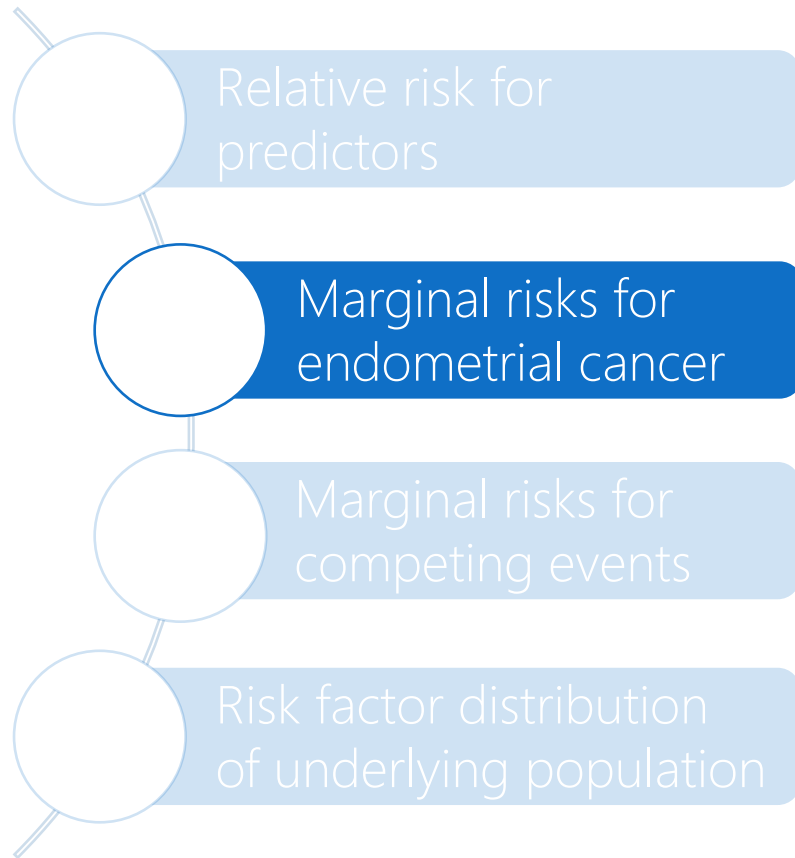 Relative risk for
predictors
Marginal risks for
endometrial cancer
Marginal risks for
competing events
Risk factor distribution
of underlying population